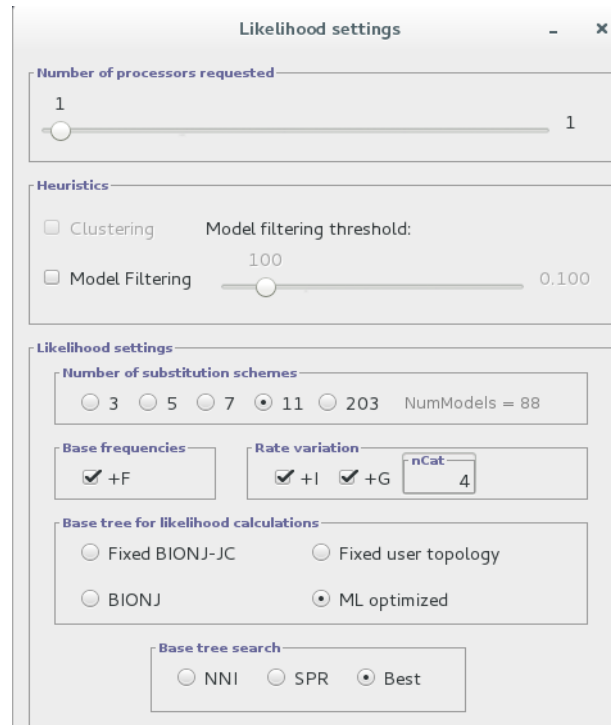 Likelihood settings
Number of processors requested
1
1
Heuristics
Clustering Model filtering threshold:
100
Model Filtering 0.100
Likelihood settings
Number of substitution schemes
3 5 7 11 203 NumModels = 88
Base frequencies Rate variation nCat
+F +I +G 4
Base tree for likelihood calculations
Fixed BIONJ-JC Fixed user topology
BIONJ ML optimized
Base tree search
NNI SPR Best